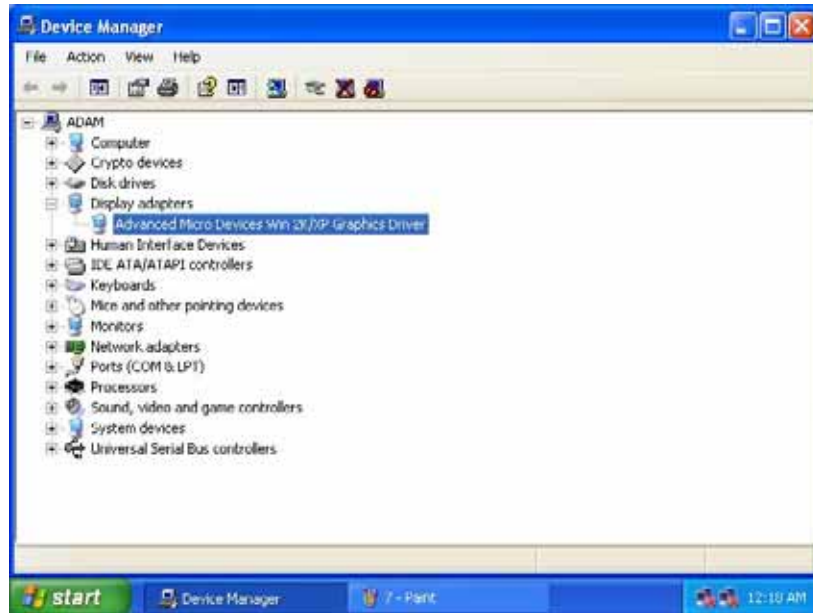 Device Manager
File Action View Help
ADAM
Computer
Crypto devices
Disk drives
Display adapters
Advanced Micro Devices Win 2K/XP Graphics Driver
Human Interface Devices
IDE ATA/ATAPI controllers
Keyboards
Mice and other pointing devices
Monitors
Network adapters
Ports (COM & LPT)
Processors
Sound, video and game controllers
System devices
Universal Serial Bus controllers
start Device Manager 7 - Paint 12:18 AM